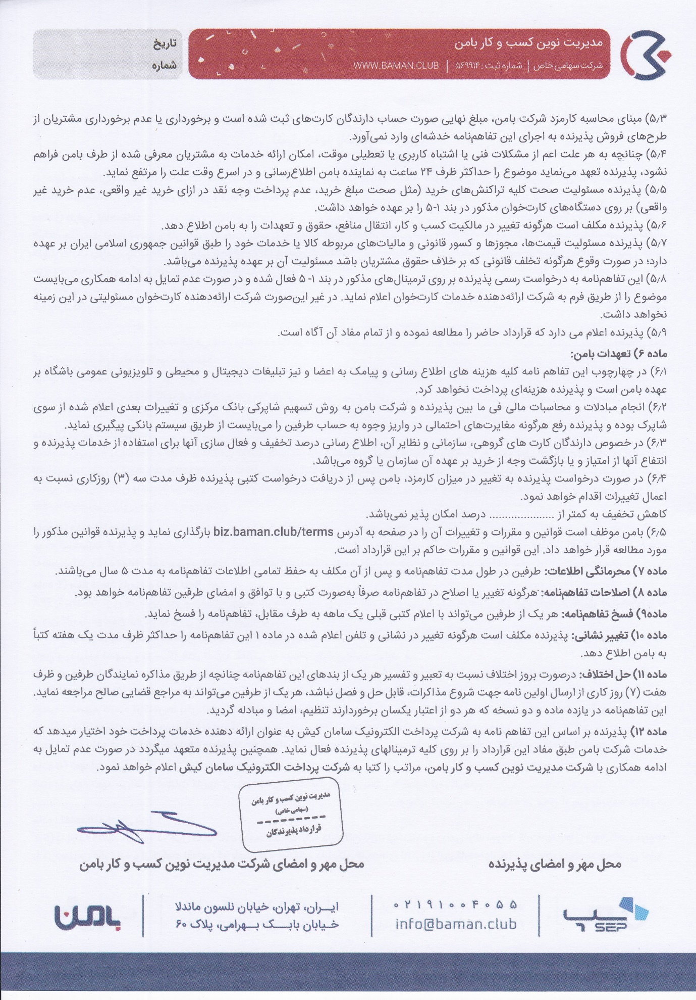 مدیریت نوین کسب و کار بامن
شرکت سهامی خاص | شماره ثبت : ۵۶۹۹۱۴ | WWW.BAMAN.CLUB
تاریخ
شماره
۵٫۳) مبنای محاسبه کارمزد شرکت بامن، مبلغ نهایی صورت حساب دارندگان کارت‌های ثبت شده است و برخورداری یا عدم برخورداری مشتریان از
طرح‌های فروش پذیرنده به اجرای این تفاهم‌نامه خدشه‌ای وارد نمی‌آورد.
۵٫۴) چنانچه به هر علت اعم از مشکلات فنی یا اشتباه کاربری یا تعطیلی موقت، امکان ارائه خدمات به مشتریان معرفی شده از طرف بامن فراهم
نشود، پذیرنده تعهد می‌نماید موضوع را حداکثر ظرف ۲۴ ساعت به نماینده بامن اطلاع‌رسانی و در اسرع وقت علت را مرتفع نماید.
۵٫۵) پذیرنده مسئولیت صحت کلیه تراکنش‌های خرید (مثل صحت مبلغ خرید، عدم پرداخت وجه نقد در ازای خرید غیر واقعی، عدم خرید غیر
واقعی) بر روی دستگاه‌های کارت‌خوان مذکور در بند ۱-۵ را بر عهده خواهد داشت.
۵٫۶) پذیرنده مکلف است هرگونه تغییر در مالکیت کسب و کار، انتقال منافع، حقوق و تعهدات را به بامن اطلاع دهد.
۵٫۷) پذیرنده مسئولیت قیمت‌ها، مجوزها و کسور قانونی و مالیات‌های مربوطه کالا یا خدمات خود را طبق قوانین جمهوری اسلامی ایران بر عهده
دارد؛ در صورت وقوع هرگونه تخلف قانونی که بر خلاف حقوق مشتریان باشد مسئولیت آن بر عهده پذیرنده می‌باشد.
۵٫۸) این تفاهم‌نامه به درخواست رسمی پذیرنده بر روی ترمینال‌های مذکور در بند ۱- ۵ فعال شده و در صورت عدم تمایل به ادامه همکاری می‌بایست
موضوع را از طریق فرم به شرکت ارائه‌دهنده خدمات کارت‌خوان اعلام نماید. در غیر این‌صورت شرکت ارائه‌دهنده کارت‌خوان مسئولیتی در این زمینه
نخواهد داشت.
۵٫۹) پذیرنده اعلام می دارد که قرارداد حاضر را مطالعه نموده و از تمام مفاد آن آگاه است.
ماده ۶) تعهدات بامن:
۶٫۱) در چهارچوب این تفاهم نامه کلیه هزینه های اطلاع رسانی و پیامک به اعضا و نیز تبلیغات دیجیتال و محیطی و تلویزیونی عمومی باشگاه بر
عهده بامن است و پذیرنده هزینه‌ای پرداخت نخواهد کرد.
۶٫۲) انجام مبادلات و محاسبات مالی فی ما بین پذیرنده و شرکت بامن به روش تسهیم شاپرکی بانک مرکزی و تغییرات بعدی اعلام شده از سوی
شاپرک بوده و پذیرنده رفع هرگونه مغایرت‌های احتمالی در واریز وجوه به حساب طرفین را می‌بایست از طریق سیستم بانکی پیگیری نماید.
۶٫۳) در خصوص دارندگان کارت های گروهی، سازمانی و نظایر آن، اطلاع رسانی درصد تخفیف و فعال سازی آنها برای استفاده از خدمات پذیرنده و
انتفاع آنها از امتیاز و یا بازگشت وجه از خرید بر عهده آن سازمان یا گروه می‌باشد.
۶٫۴) در صورت درخواست پذیرنده به تغییر در میزان کارمزد، بامن پس از دریافت درخواست کتبی پذیرنده ظرف مدت سه (۳) روزکاری نسبت به
اعمال تغییرات اقدام خواهد نمود.
کاهش تخفیف به کمتر از ..................... درصد امکان پذیر نمی‌باشد.
۶٫۵) بامن موظف است قوانین و مقررات و تغییرات آن را در صفحه به آدرس biz.baman.club/terms بارگذاری نماید و پذیرنده قوانین مذکور را
مورد مطالعه قرار خواهد داد. این قوانین و مقررات حاکم بر این قرارداد است.
ماده ۷) محرمانگی اطلاعات: طرفین در طول مدت تفاهم‌نامه و پس از آن مکلف به حفظ تمامی اطلاعات تفاهم‌نامه به مدت ۵ سال می‌باشند.
ماده ۸) اصلاحات تفاهم‌نامه: هرگونه تغییر یا اصلاح در تفاهم‌نامه صرفاً به‌صورت کتبی و با توافق و امضای طرفین تفاهم‌نامه خواهد بود.
ماده۹) فسخ تفاهم‌نامه: هر یک از طرفین می‌تواند با اعلام کتبی قبلی یک ماهه به طرف مقابل، تفاهم‌نامه را فسخ نماید.
ماده ۱۰) تغییر نشانی: پذیرنده مکلف است هرگونه تغییر در نشانی و تلفن اعلام شده در ماده ۱ این تفاهم‌نامه را حداکثر ظرف مدت یک هفته کتباً
به بامن اطلاع دهد.
ماده ۱۱) حل اختلاف: درصورت بروز اختلاف نسبت به تعبیر و تفسیر هر یک از بندهای این تفاهم‌نامه چنانچه از طریق مذاکره نمایندگان طرفین و ظرف
هفت (۷) روز کاری از ارسال اولین نامه جهت شروع مذاکرات، قابل حل و فصل نباشد، هر یک از طرفین می‌تواند به مراجع قضایی صالح مراجعه نماید.
این تفاهم‌نامه در یازده ماده و دو نسخه که هر دو از اعتبار یکسان برخوردارند تنظیم، امضا و مبادله گردید.
ماده ۱۲) پذیرنده بر اساس این تفاهم نامه به شرکت پرداخت الکترونیک سامان کیش به عنوان ارائه دهنده خدمات پرداخت خود اختیار میدهد که
خدمات شرکت بامن طبق مفاد این قرارداد را بر روی کلیه ترمینالهای پذیرنده فعال نماید. همچنین پذیرنده متعهد میگردد در صورت عدم تمایل به
ادامه همکاری با شرکت مدیریت نوین کسب و کار بامن، مراتب را کتبا به شرکت پرداخت الکترونیک سامان کیش اعلام خواهد نمود.
مدیریت نوین کسب و کار بامن
(سهامی خاص)
قرارداد پذیرندگان
محل مهر و امضای پذیرنده
محل مهر و امضای شرکت مدیریت نوین کسب و کار بامن
سپ
SEP
۰۲۱۹۱۰۰۴۰۵۵
info@baman.club
ایـــران، تهران، خیابان نلسون ماندلا
خیابان بابـــک بـــهرامی، پلاک ۶۰
بامن